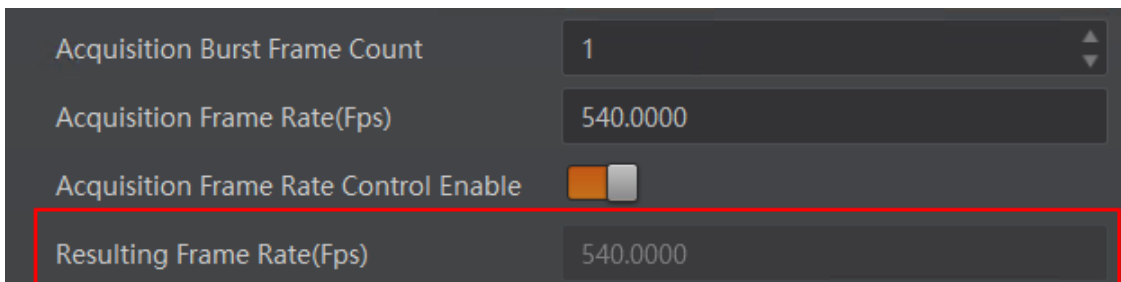 Acquisition Burst Frame Count 1
Acquisition Frame Rate(Fps) 540.0000
Acquisition Frame Rate Control Enable
Resulting Frame Rate(Fps) 540.0000